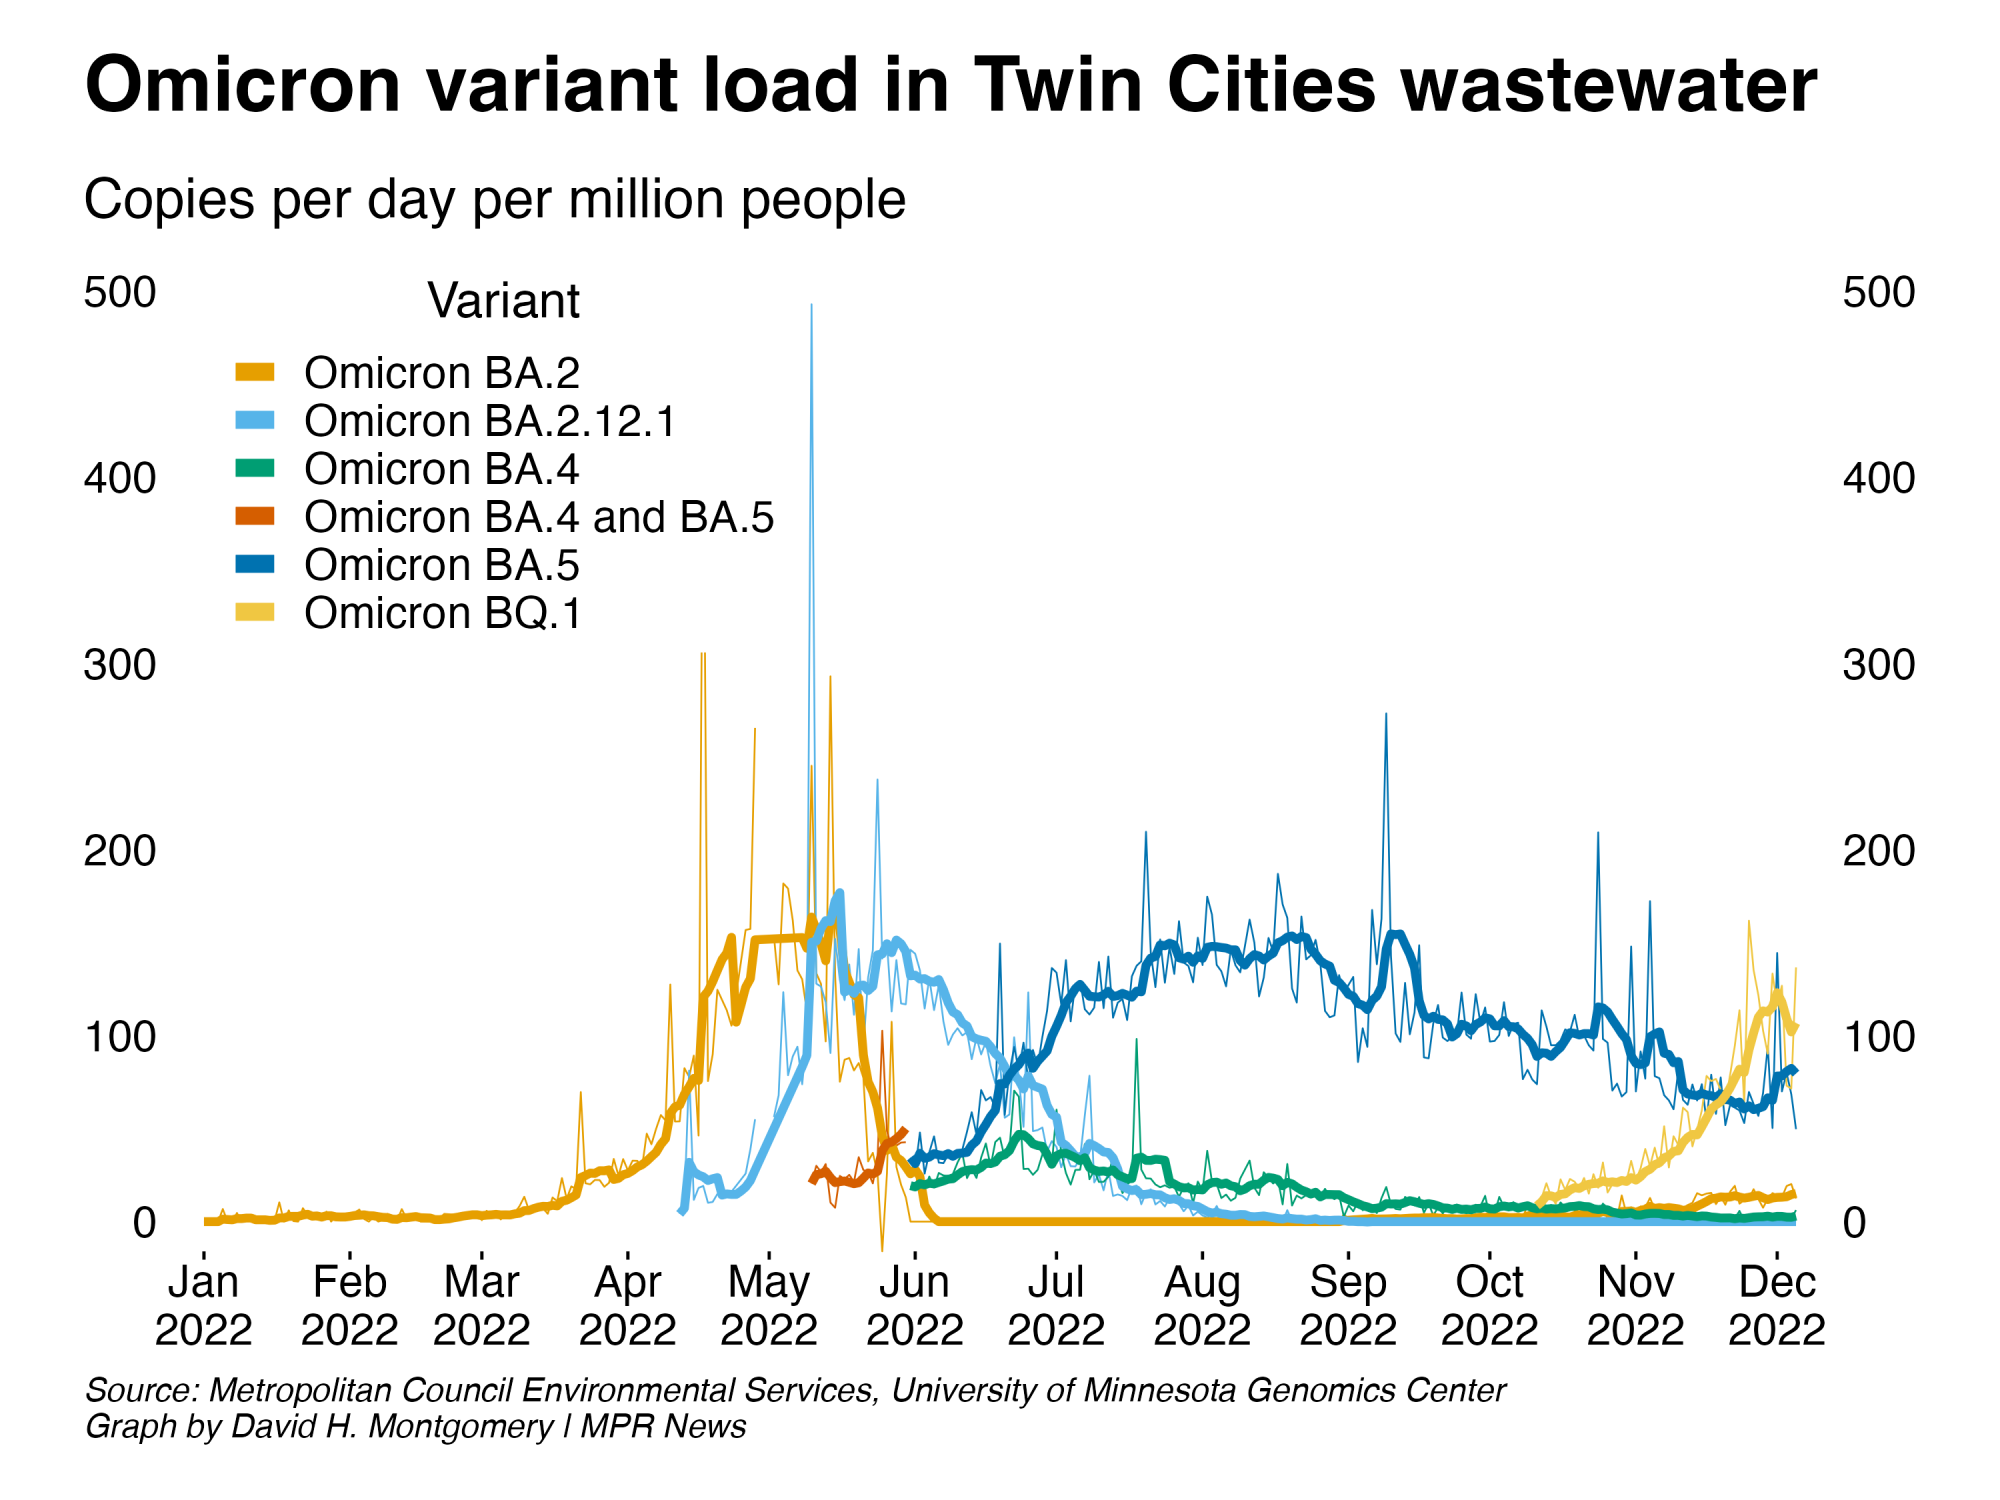 Omicron variant load in Twin Cities wastewater
Copies per day per million people
500
500
Variant
Omicron BA.2
Omicron BA.2.12.1
400
400
Omicron BA.4
Omicron BA.4 and BA.5
Omicron BA.5
Omicron BQ.1
300
300
200
200
100
100
0
0
Jan Feb Mar Apr May Jun Jul Aug Sep Oct Nov Dec
2022 2022 2022 2022 2022 2022 2022 2022 2022 2022 2022 2022
Source: Metropolitan Council Environmental Services, University of Minnesota Genomics Center
Graph by David H. Montgomery | MPR News